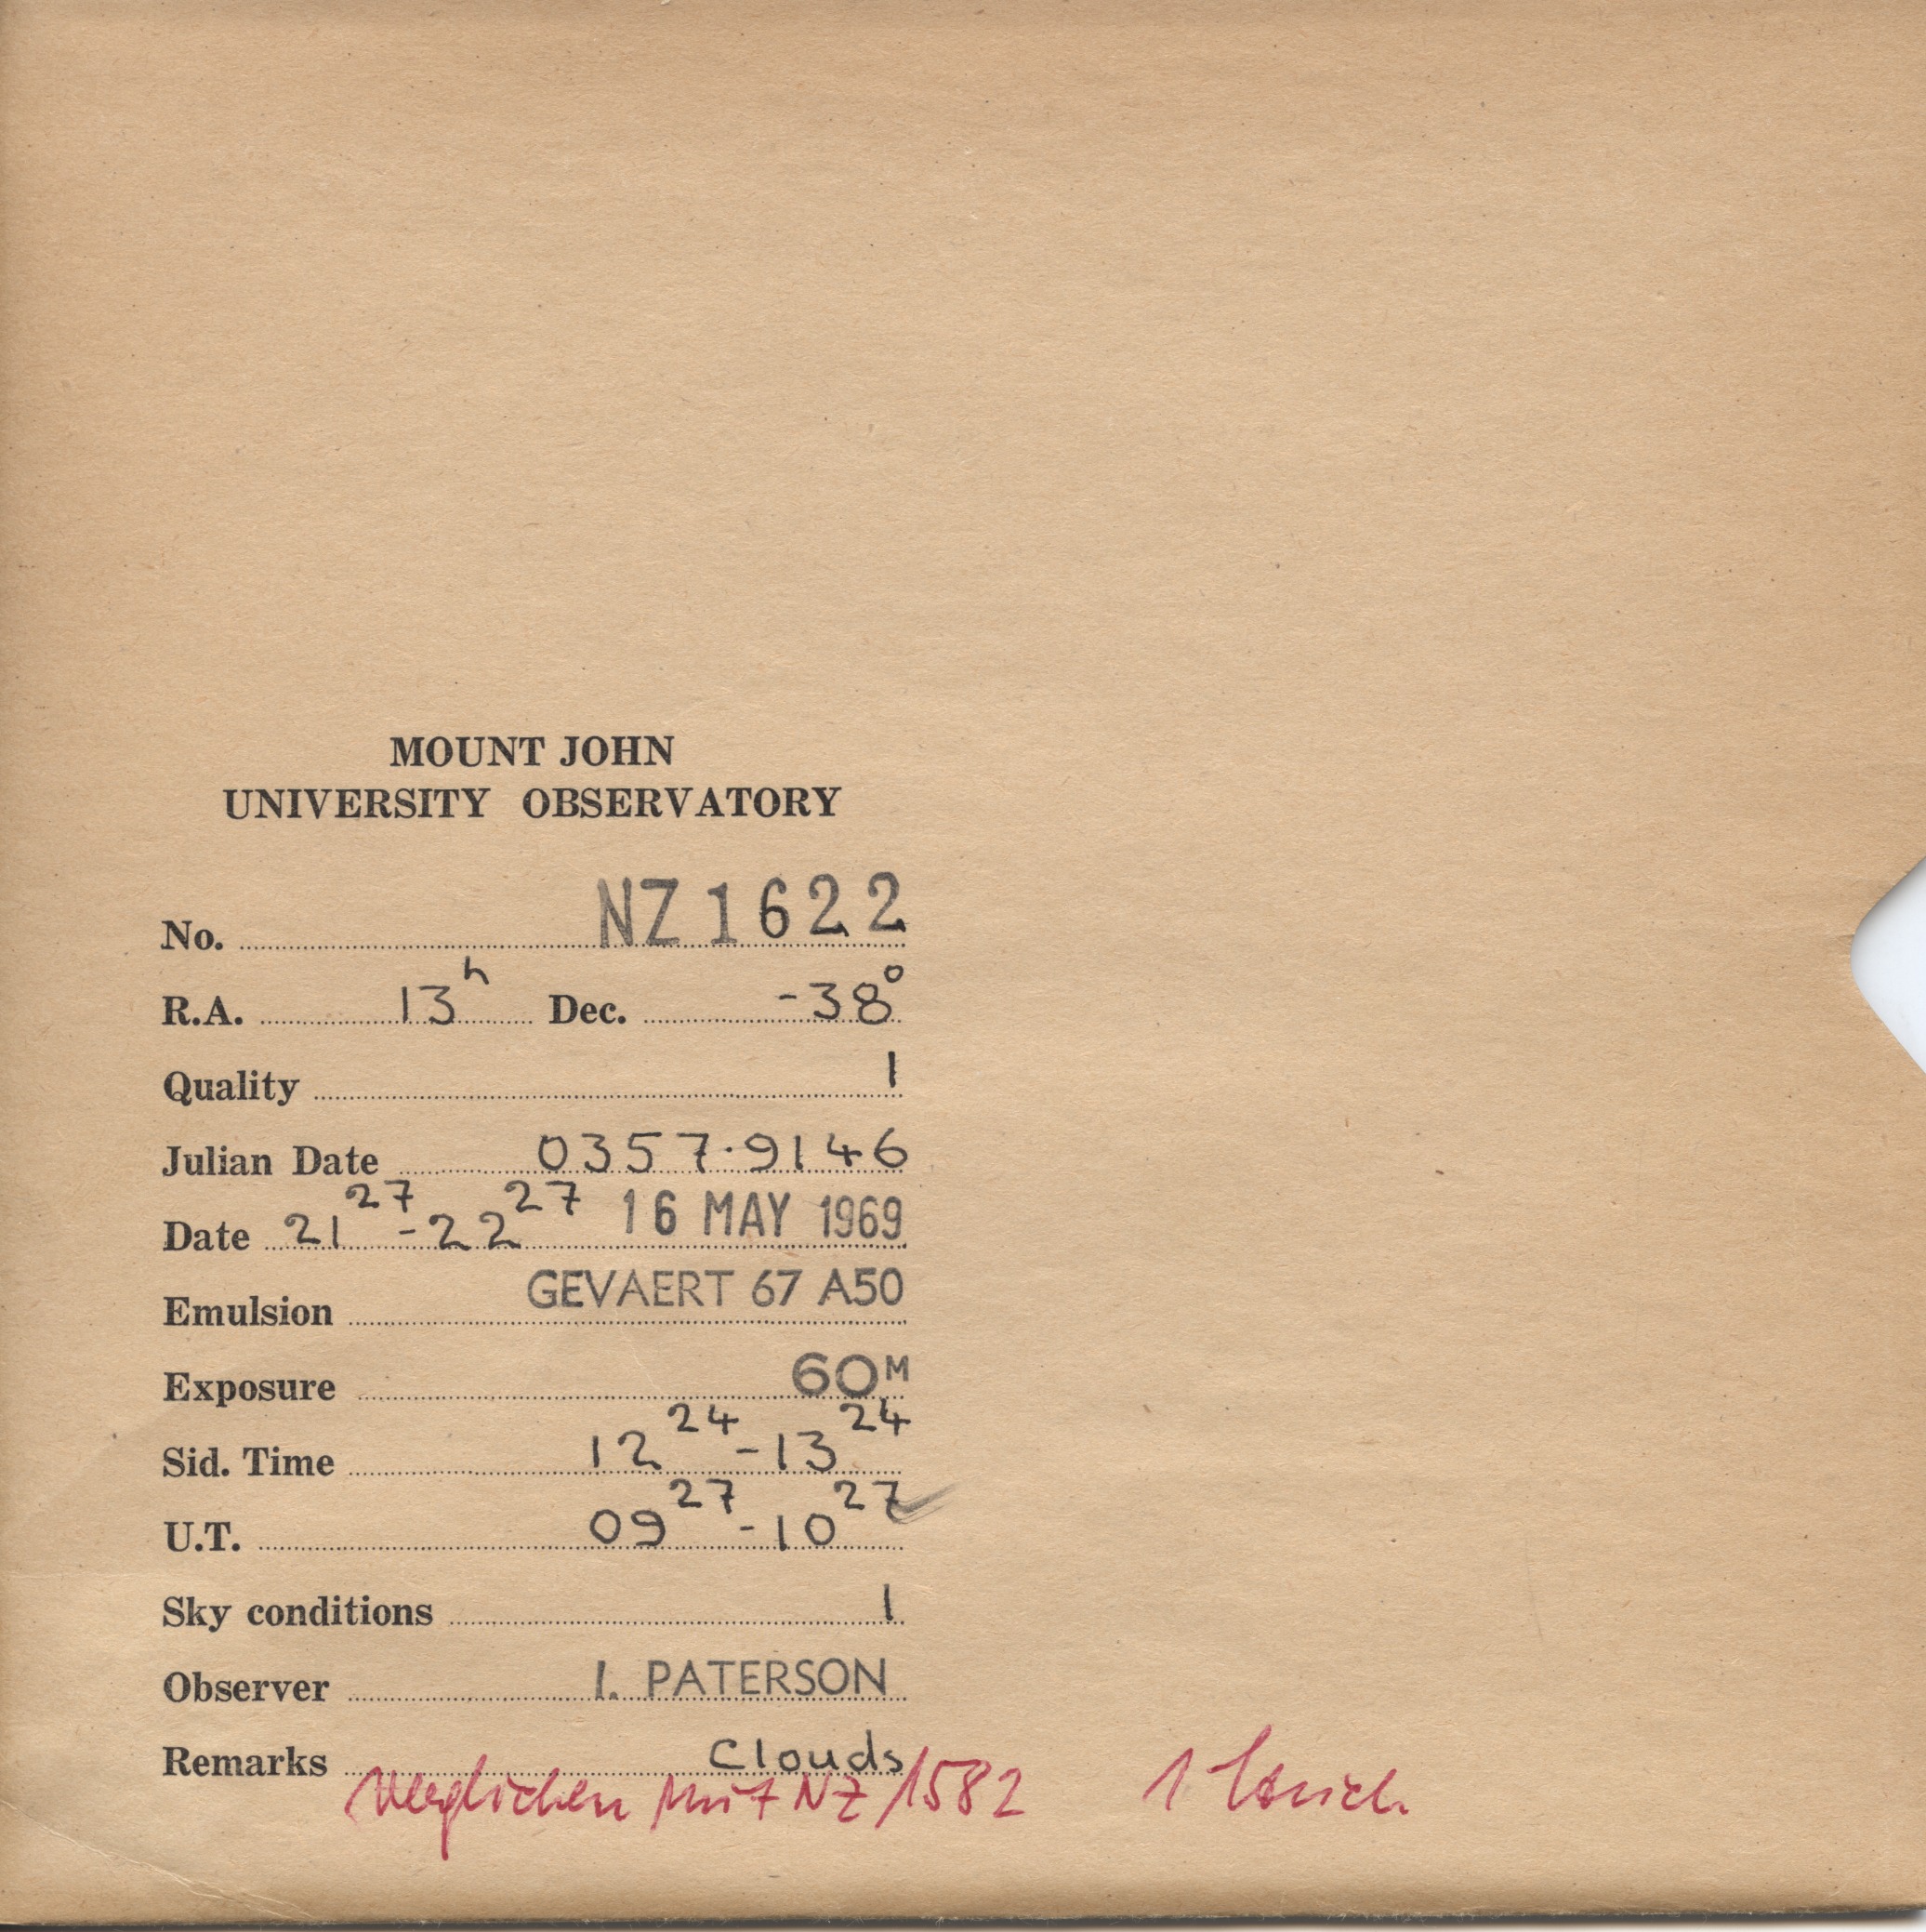 MOUNT JOHN
UNIVERSITY OBSERVATORY
No. NZ 1622
R.A. 13h Dec. -38°
Quality 1
Julian Date 0357.9146
Date 21 27 - 22 27 16 MAY 1969
Emulsion GEVAERT 67 A50
Exposure 60M
Sid. Time 12 24 - 13 24
U.T. 09 27 - 10 27
Sky conditions 1
Observer I. PATERSON
Remarks Clouds
verglichen mit NZ 1582 1